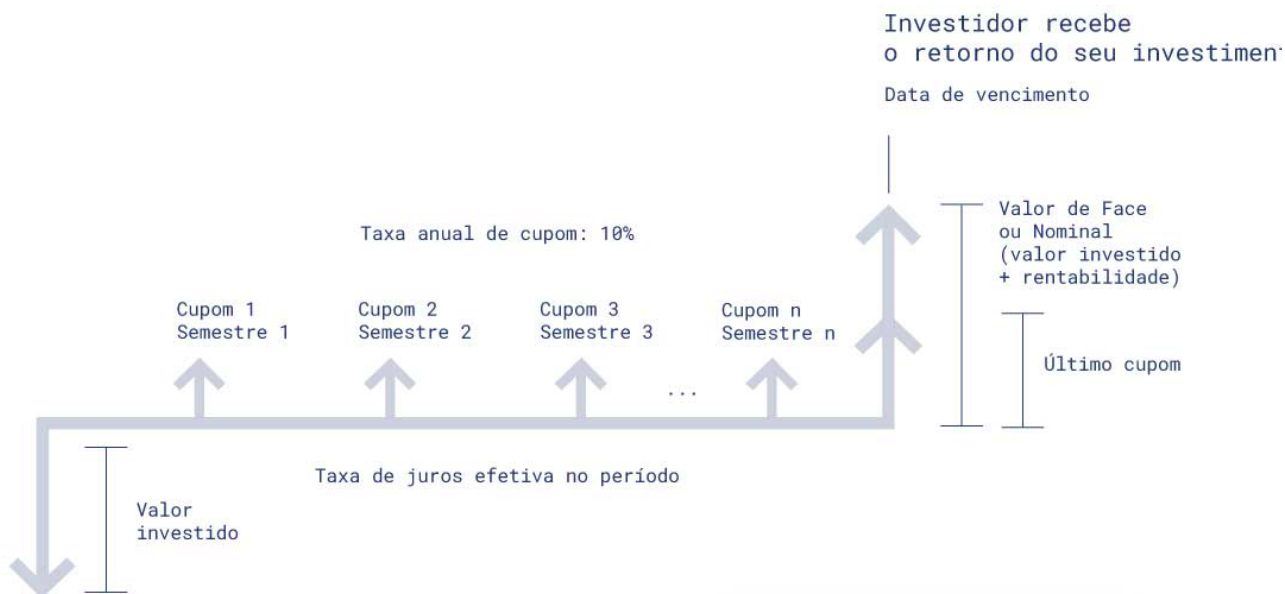 Investidor recebe
o retorno do seu
Data de vencimento
Taxa anual de cupom: 10%
Valor de Face
ou Nominal
(valor investido
+ rentabilidade)
Cupom 1
Semestre 1
Cupom 2
Semestre 2
Cupom 3
Semestre 3
...
Cupom n
Semestre n
Último cupom
Taxa de juros efetiva no período
Valor
investido